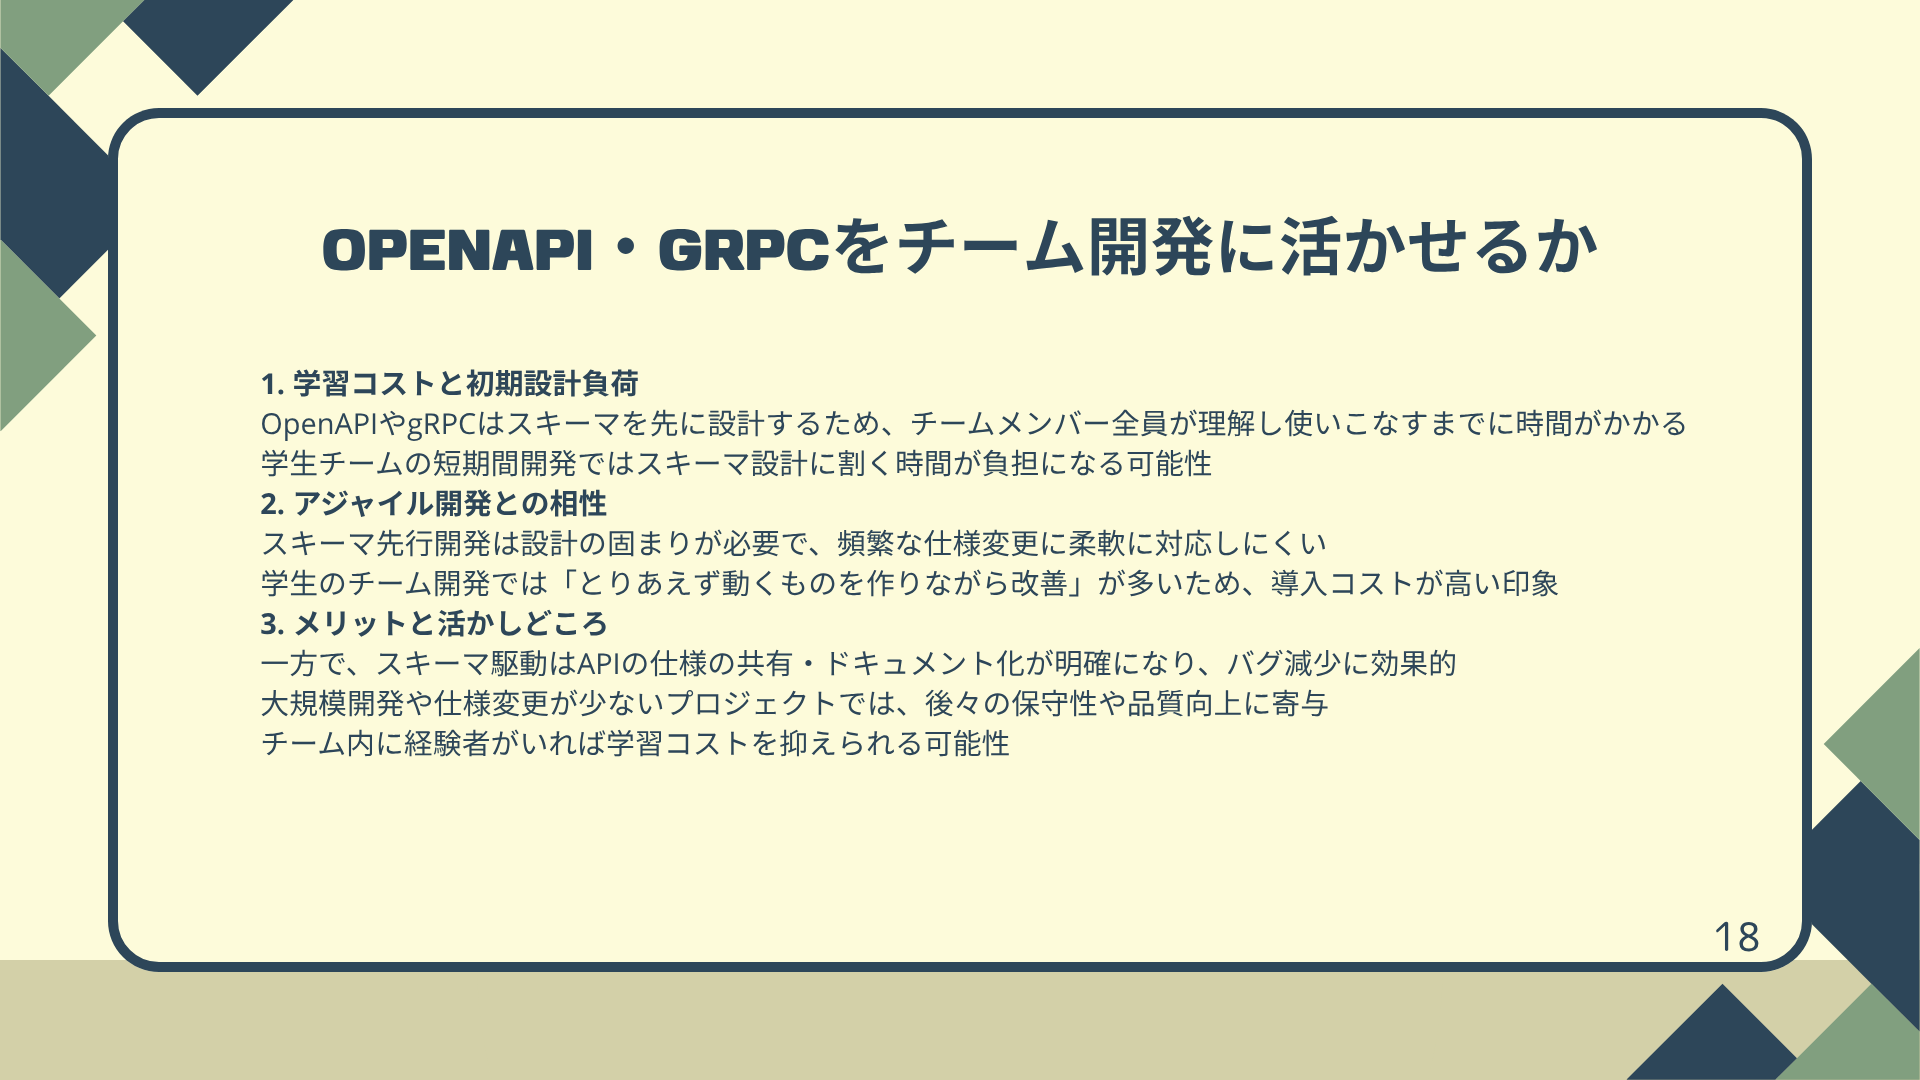 OPENAPI・GRPCをチーム開発に活かせるか
1. 学習コストと初期設計負荷
OpenAPIやgRPCはスキーマを先に設計するため、チームメンバー全員が理解し使いこなすまでに時間がかかる
学生チームの短期間開発ではスキーマ設計に割く時間が負担になる可能性
2. アジャイル開発との相性
スキーマ先行開発は設計の固まりが必要で、頻繁な仕様変更に柔軟に対応しにくい
学生のチーム開発では「とりあえず動くものを作りながら改善」が多いため、導入コストが高い印象
3. メリットと活かしどころ
一方で、スキーマ駆動はAPIの仕様の共有・ドキュメント化が明確になり、バグ減少に効果的
大規模開発や仕様変更が少ないプロジェクトでは、後々の保守性や品質向上に寄与
チーム内に経験者がいれば学習コストを抑えられる可能性
18